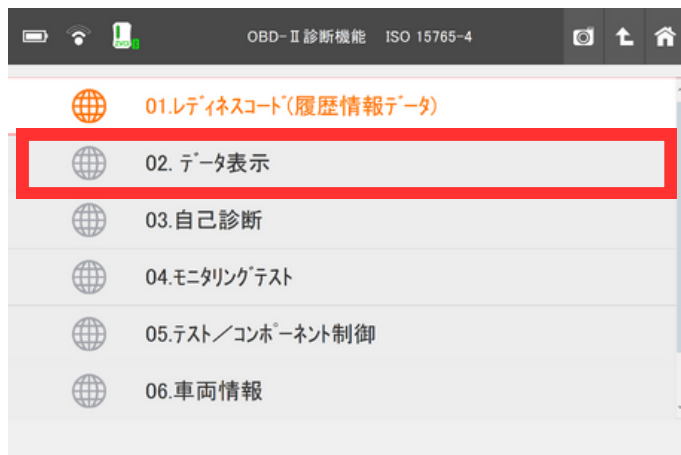 OBD-Ⅱ診断機能 ISO 15765-4
01.ﾚﾃﾞｨﾈｽｺｰﾄﾞ(履歴情報ﾃﾞｰﾀ)
02. ﾃﾞｰﾀ表示
03.自己診断
04.ﾓﾆﾀﾘﾝｸﾞﾃｽﾄ
05.ﾃｽﾄ／ｺﾝﾎﾟｰﾈﾝﾄ制御
06.車両情報